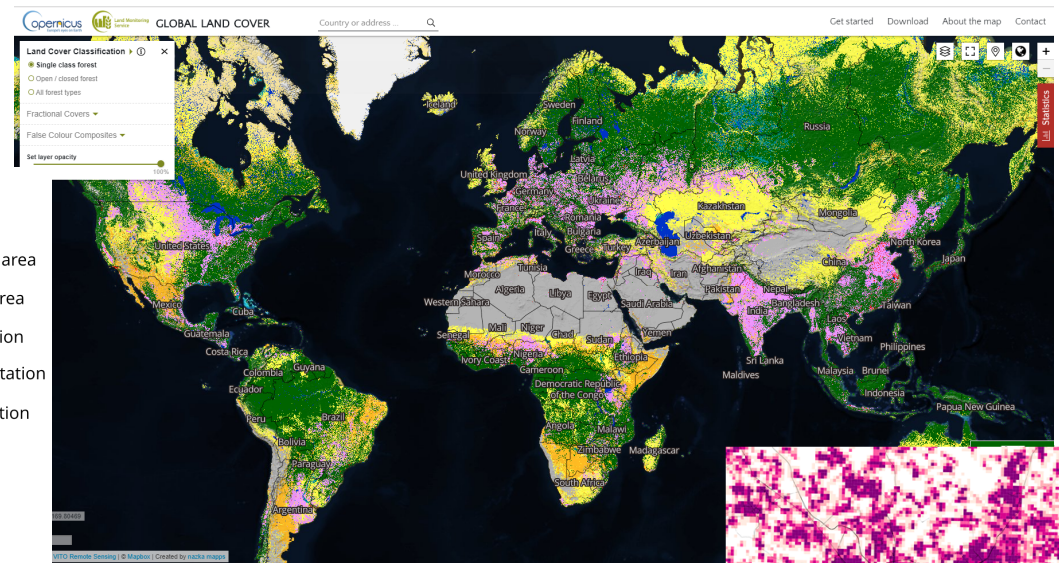 opernicus
Europe's eyes on Earth
Land Monitoring
Service
GLOBAL LAND COVER
Country or address ...
Get started
Download
About the map
Contact
Land Cover Classification
Single class forest
Open / closed forest
All forest types
Fractional Covers
False Colour Composites
Set layer opacity
100%
Statistics
area
rea
ion
tation
tion
Iceland
Sweden
Finland
Norway
Russia
Latvia
United Kingdom
Belarus
Germany
Ukraine
France
Kazakhstan
Romania
Mongolia
Italy
Bulgaria
Spain
Uzbekistan
Greece
Turkey
Azerbaijan
North Korea
United States
Japan
China
Tunisia
Iraq
Iran
Afghanistan
Morocco
Pakistan
Nepal
Algeria
Libya
Egypt
Bangladesh
Western Sahara
Saudi Arabia
India
Taiwan
Mexico
Cuba
Laos
Mali
Niger
Chad
Sudan
Yemen
Senegal
Guatemala
Vietnam
Philippines
Nigeria
Ethiopia
Costa Rica
Ivory Coast
Sri Lanka
Guyana
Cameroon
Colombia
Maldives
Malaysia
Brunei
Democratic Republic
of the Congo
Ecuador
Indonesia
Papua New Guinea
Peru
Brazil
Angola
Malawi
Bolivia
Zimbabwe
Madagascar
Paraguay
South Africa
Argentina
VITO Remote Sensing | © Mapbox | Created by nazka mapps